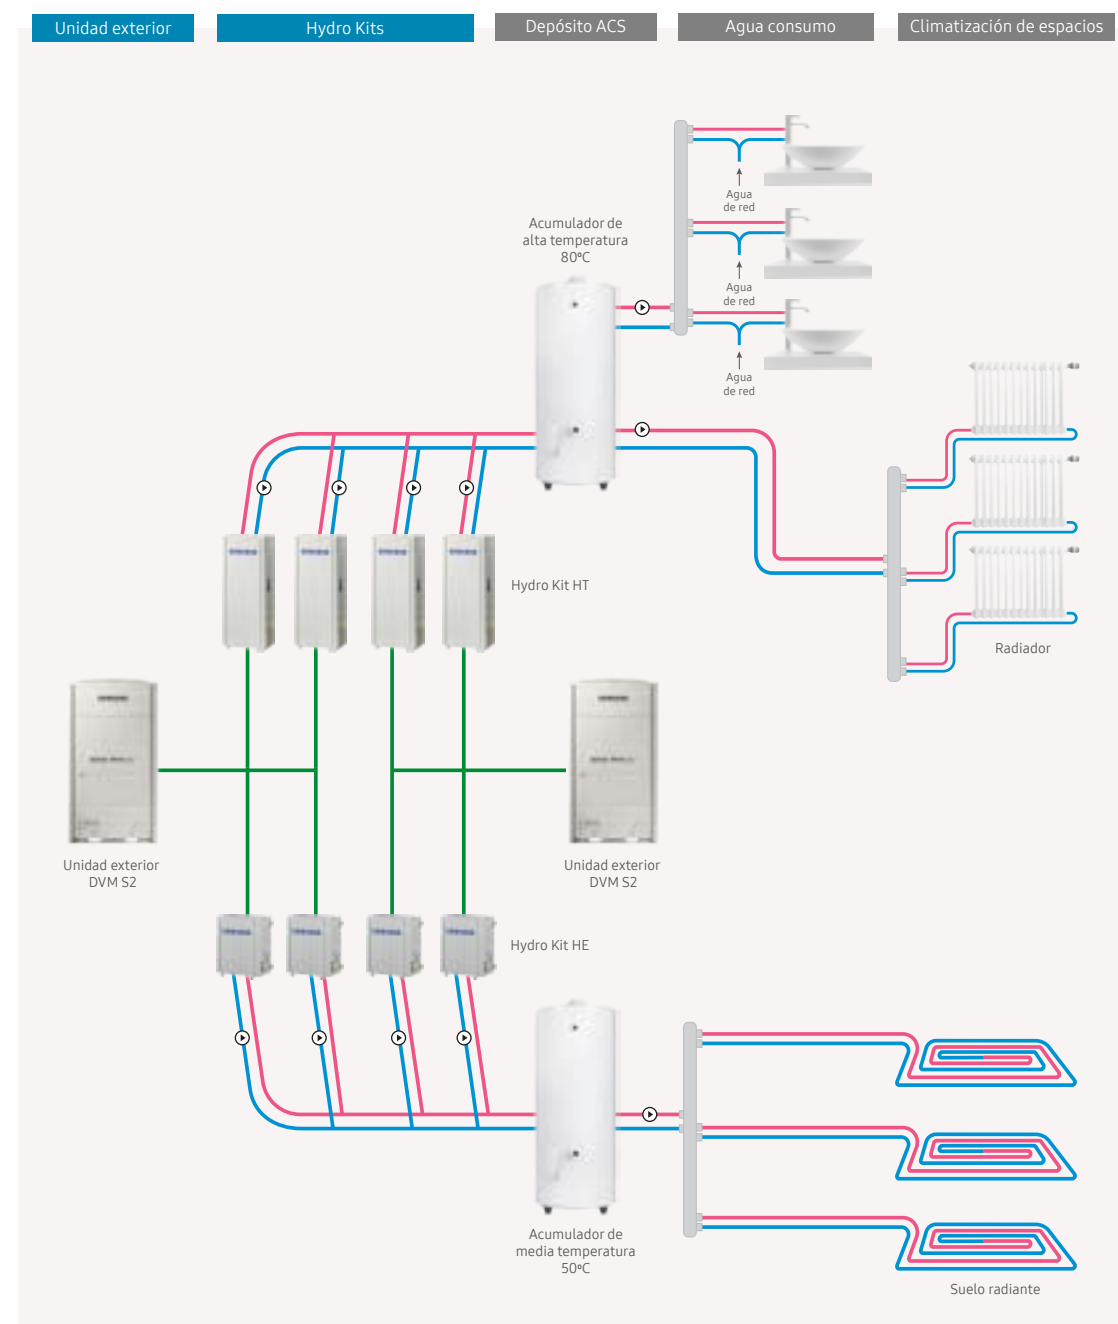 Unidad exterior
Hydro Kits
Depósito ACS
Agua consumo
Climatización de espacios
Agua
de red
Acumulador de
alta temperatura
80ºC
Agua
de red
Agua
de red
Hydro Kit HT
Radiador
Unidad exterior
DVM S2
Unidad exterior
DVM S2
Hydro Kit HE
Acumulador de
media temperatura
50ºC
Suelo radiante